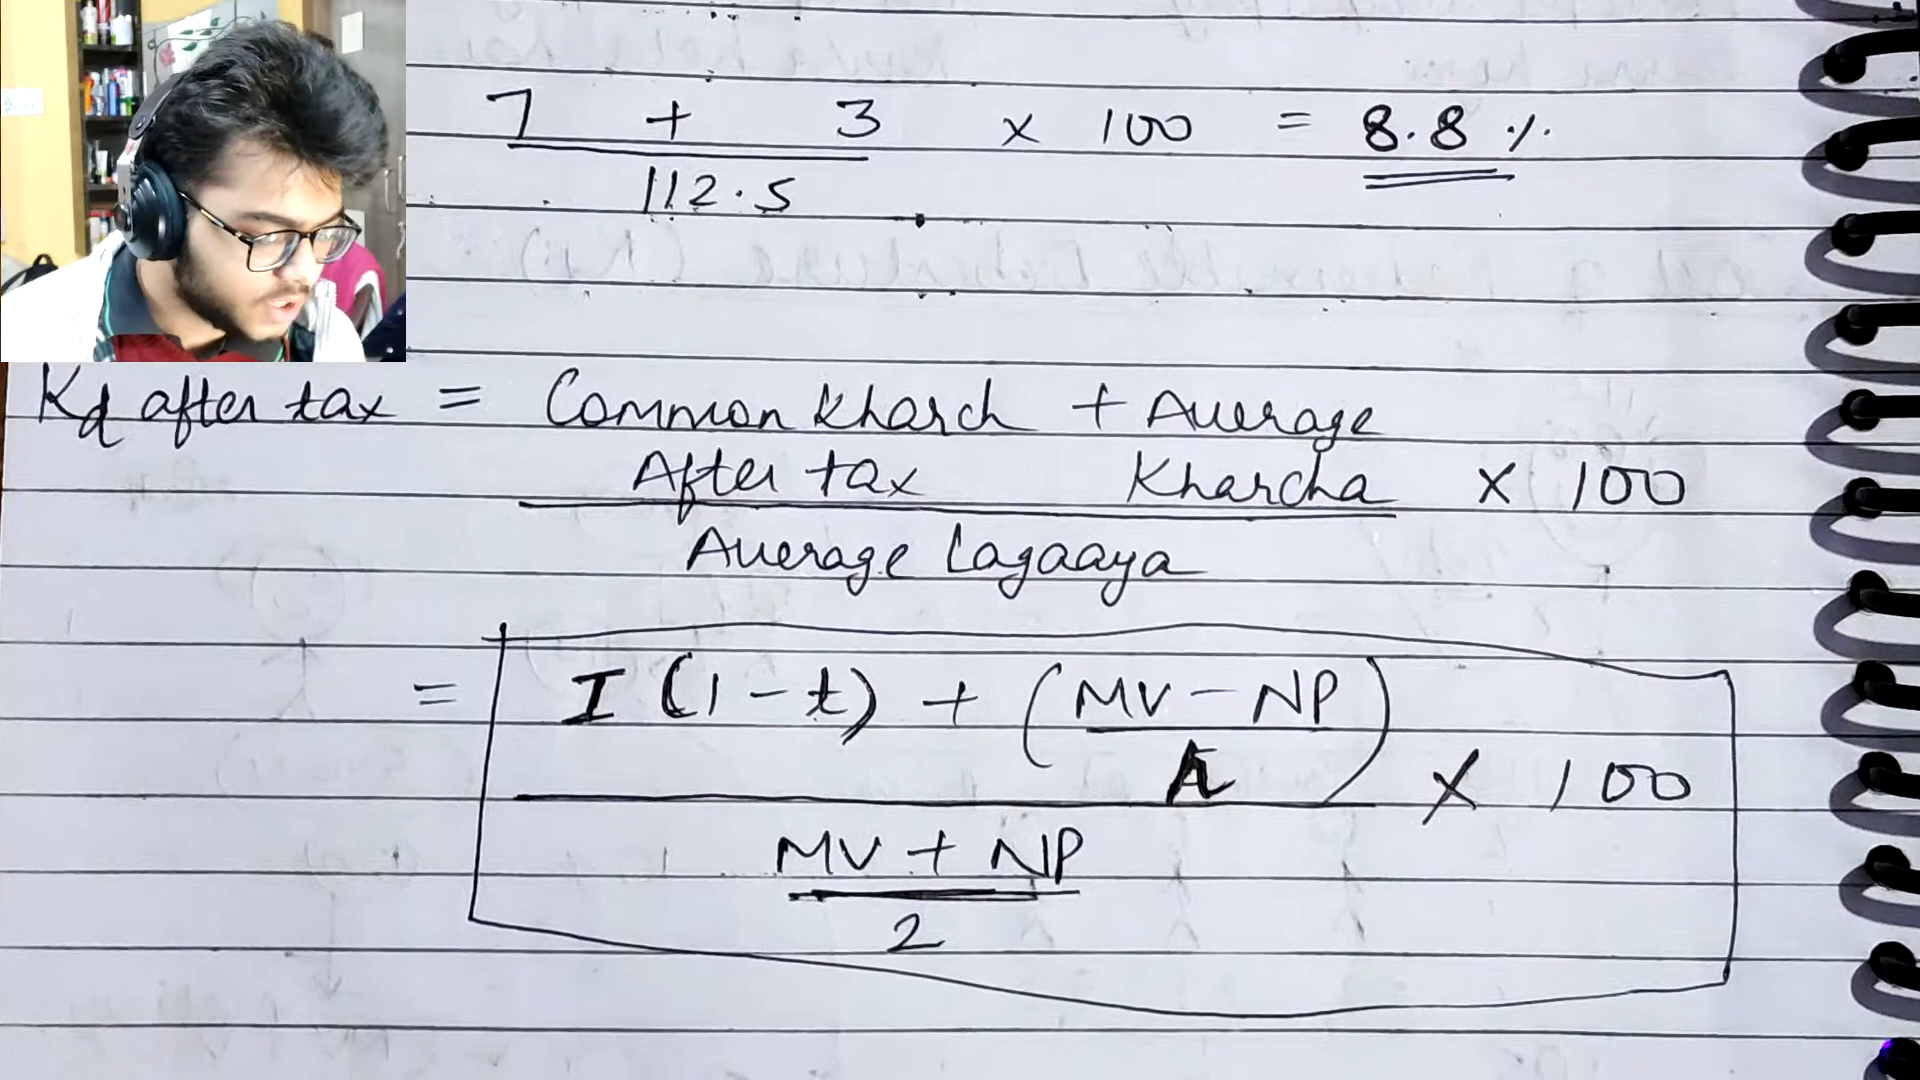 7 + 3 × 100 = 8.8 %
112.5
Kd after tax = Common Kharch + Average
After tax Kharcha × 100
Average Lagaaya
= I (1 - t) + (MV - NP) × 100
n
MV + NP
2